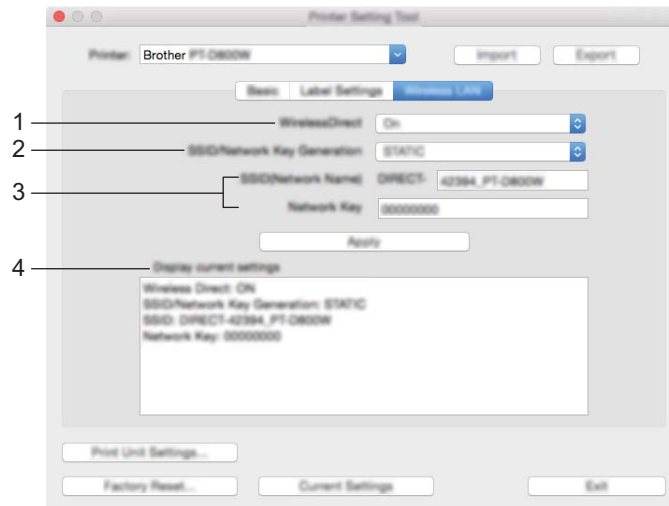 Printer Setting Tool
Printer: Brother PT-D800W Import Export
Basic Label Settings Wireless LAN
1 WirelessDirect On
2 SSID/Network Key Generation STATIC
3 SSID(Network Name) DIRECT- 42394_PT-D800W
Network Key 00000000
Apply
4 Display current settings
Wireless Direct: ON
SSID/Network Key Generation: STATIC
SSID: DIRECT-42394_PT-D800W
Network Key: 00000000
Print Unit Settings...
Factory Reset... Current Settings Exit